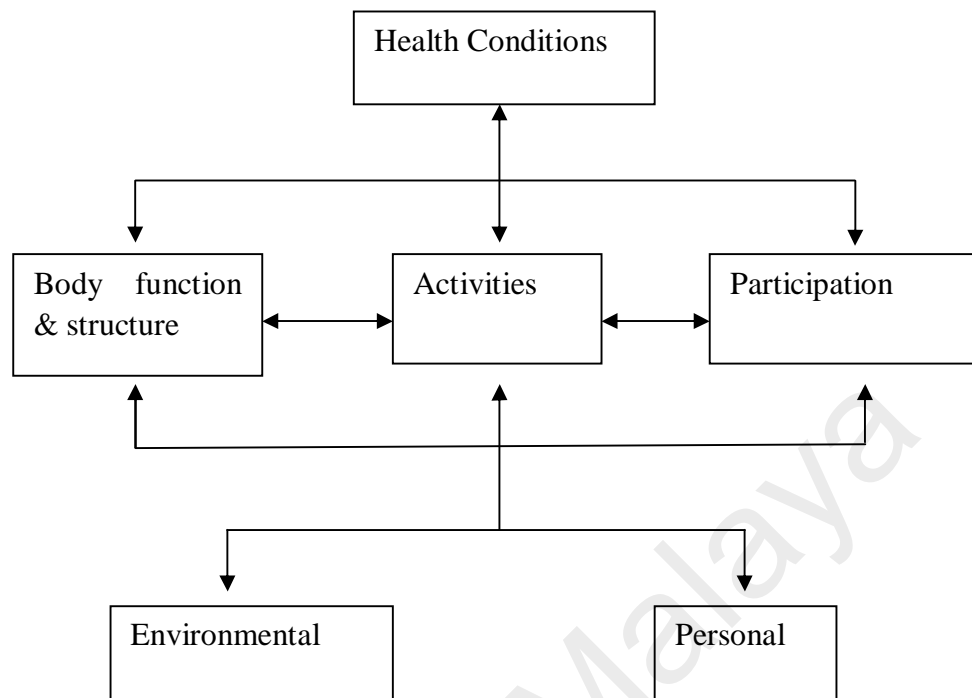 Health Conditions
Body function
& structure
Activities
Participation
Environmental
Personal
Malaya